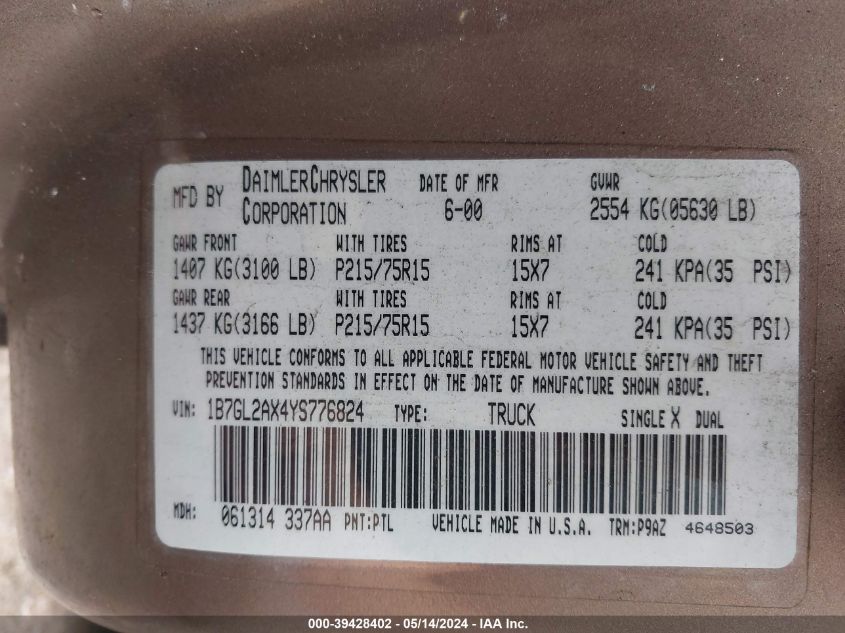 MFD BY DAIMLERCHRYSLER CORPORATION DATE OF MFR 6-00 GVWR 2554 KG(05630 LB)
GAWR FRONT WITH TIRES RIMS AT COLD
1407 KG(3100 LB) P215/75R15 15X7 241 KPA(35 PSI)
GAWR REAR WITH TIRES RIMS AT COLD
1437 KG(3166 LB) P215/75R15 15X7 241 KPA(35 PSI)
THIS VEHICLE CONFORMS TO ALL APPLICABLE FEDERAL MOTOR VEHICLE SAFETY AND THEFT
PREVENTION STANDARDS IN EFFECT ON THE DATE OF MANUFACTURE SHOWN ABOVE.
VIN: 1B7GL2AX4YS776824 TYPE: TRUCK SINGLE X DUAL
MDH: 061314 337AA PNT:PTL VEHICLE MADE IN U.S.A. TRM:P9AZ 4648503
000-39428402 - 05/14/2024 - IAA Inc.